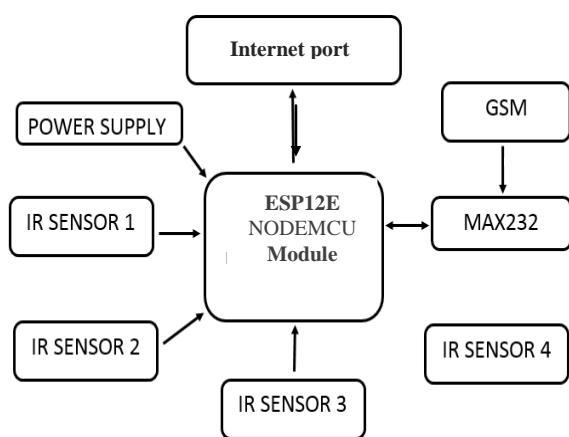 Internet port
POWER SUPPLY
GSM
IR SENSOR 1
ESP12E
NODEMCU
Module
MAX232
IR SENSOR 2
IR SENSOR 3
IR SENSOR 4